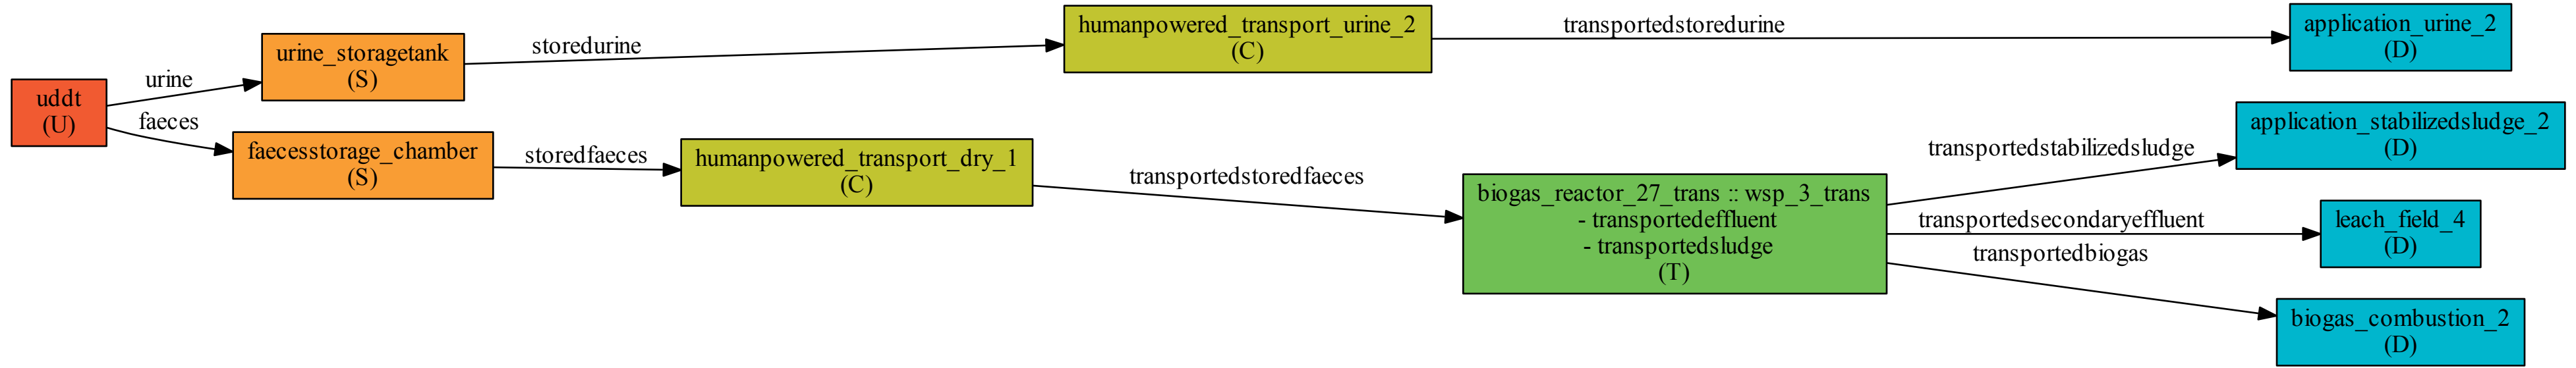 uddt
(U)
urine
faeces
urine_storagetank
(S)
faecesstorage_chamber
(S)
storedurine
storedfaeces
humanpowered_transport_urine_2
(C)
humanpowered_transport_dry_1
(C)
transportedstoredurine
transportedstoredfaeces
biogas_reactor_27_trans :: wsp_3_trans
- transportedeffluent
- transportedsludge
(T)
transportedstabilizedsludge
transportedsecondaryeffluent
transportedbiogas
application_urine_2
(D)
application_stabilizedsludge_2
(D)
leach_field_4
(D)
biogas_combustion_2
(D)